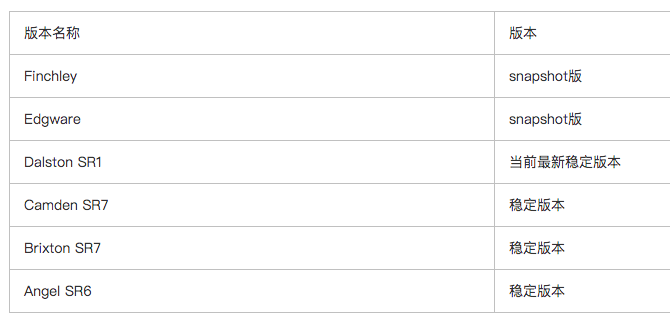 版本名称 版本
Finchley snapshot版
Edgware snapshot版
Dalston SR1 当前最新稳定版本
Camden SR7 稳定版本
Brixton SR7 稳定版本
Angel SR6 稳定版本